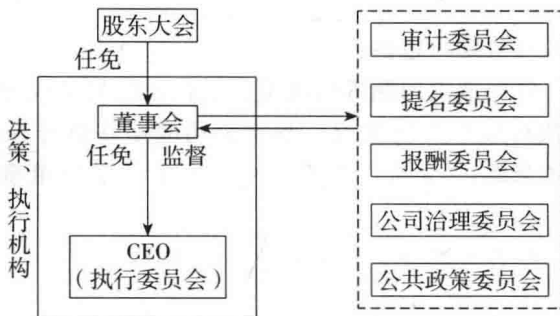 股东大会
任免
董事会
任免 监督
决策、执行机构
CEO
(执行委员会)
审计委员会
提名委员会
报酬委员会
公司治理委员会
公共政策委员会